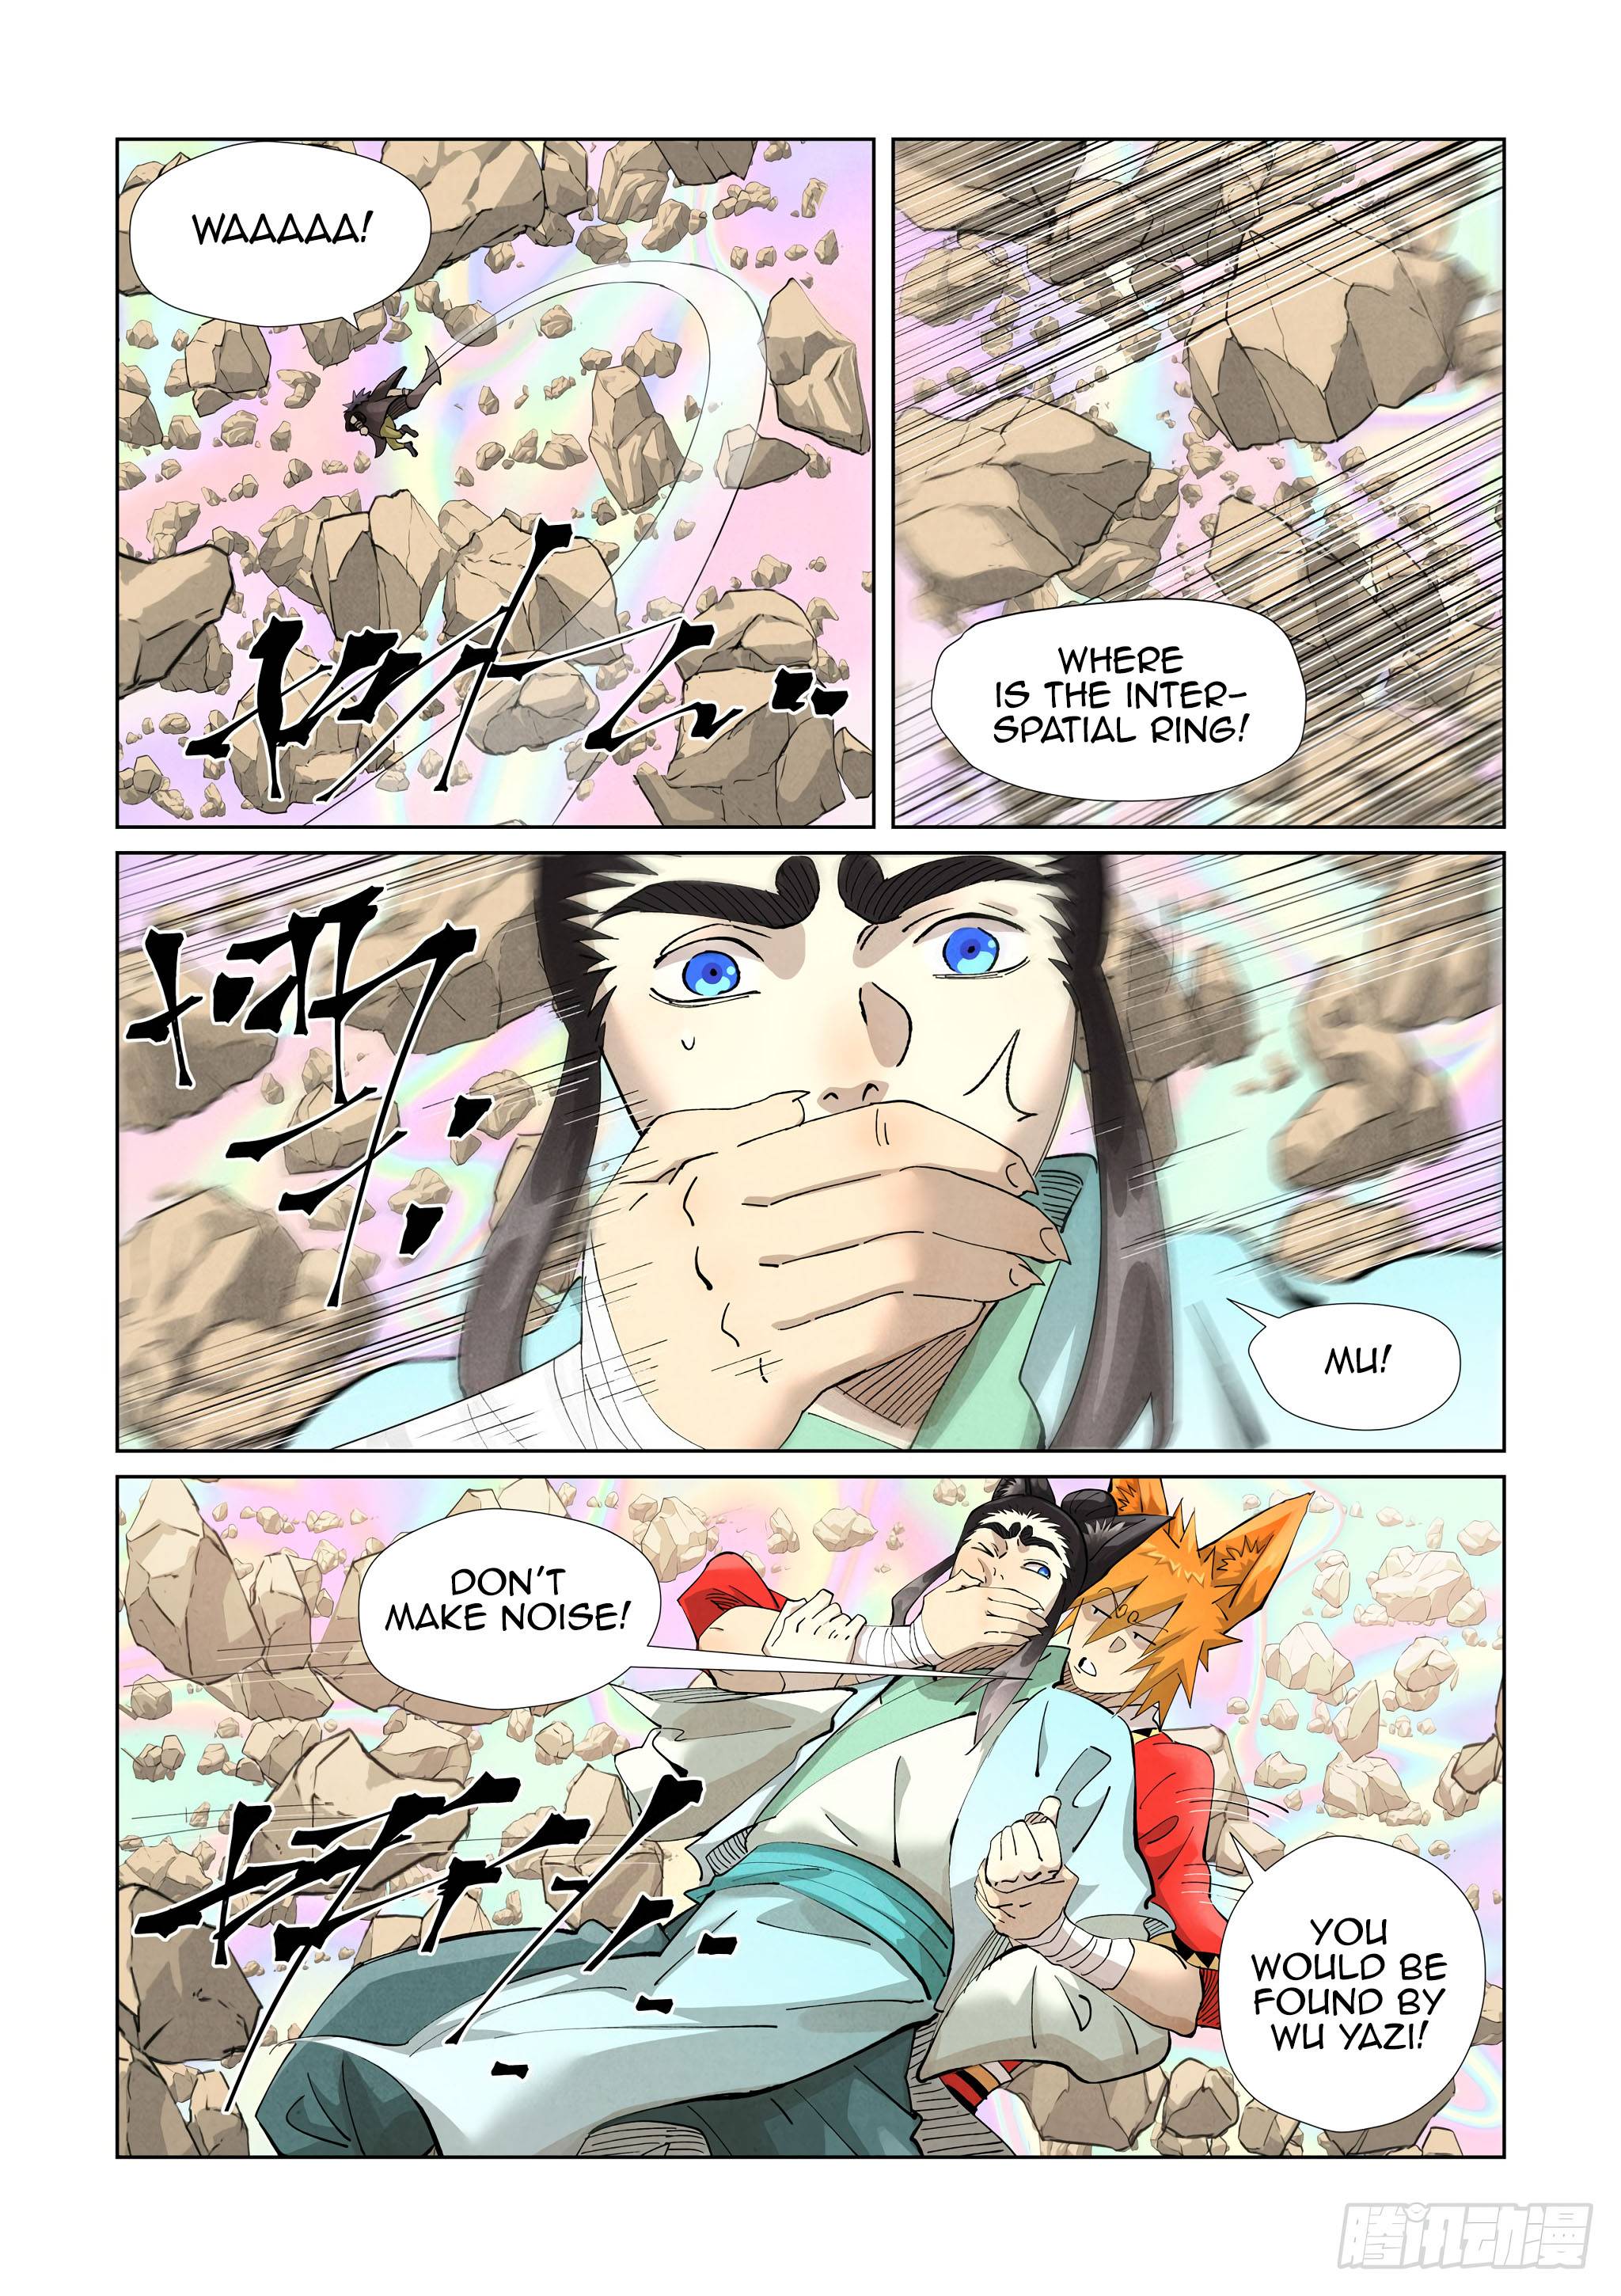 WAAAAA!
WHERE
IS THE INTER-
SPATIAL RING!
MU!
DON'T
MAKE NOISE!
YOU
WOULD BE
FOUND BY
WU YAZI!
腾讯动漫